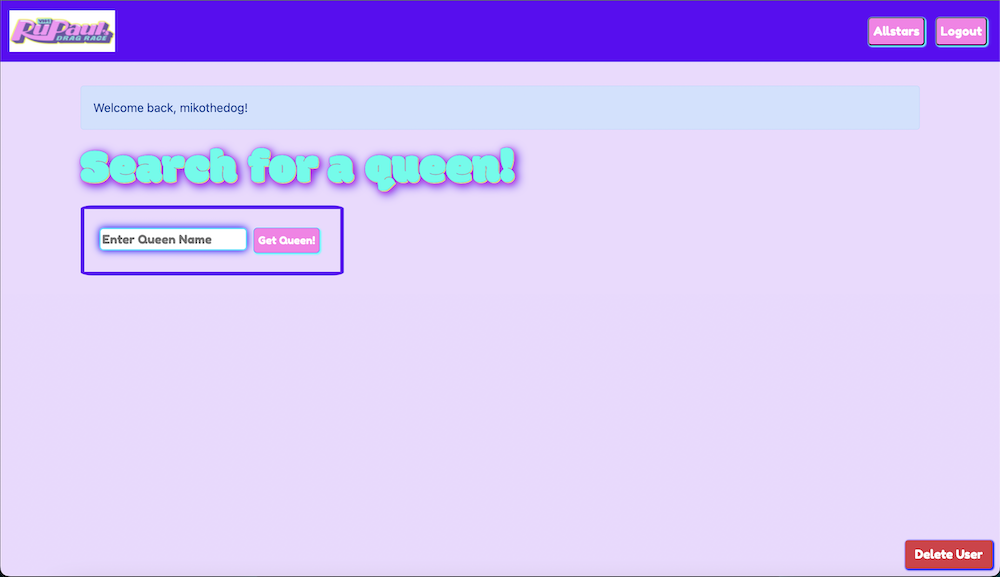 RuPaul's
DRAG RACE
Allstars
Logout
Welcome back, mikothedog!
Search for a queen!
Enter Queen Name
Get Queen!
Delete User